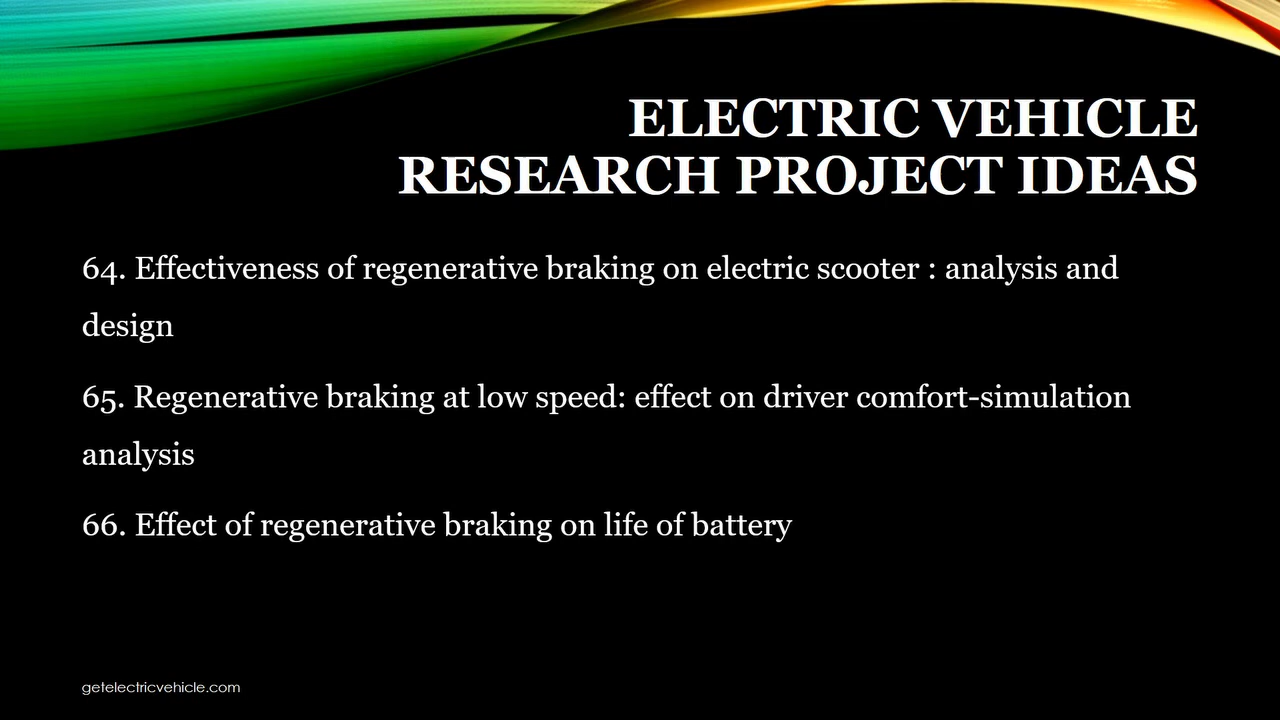 ELECTRIC VEHICLE
RESEARCH PROJECT IDEAS
64. Effectiveness of regenerative braking on electric scooter : analysis and
design
65. Regenerative braking at low speed: effect on driver comfort-simulation
analysis
66. Effect of regenerative braking on life of battery
getelectricvehicle.com